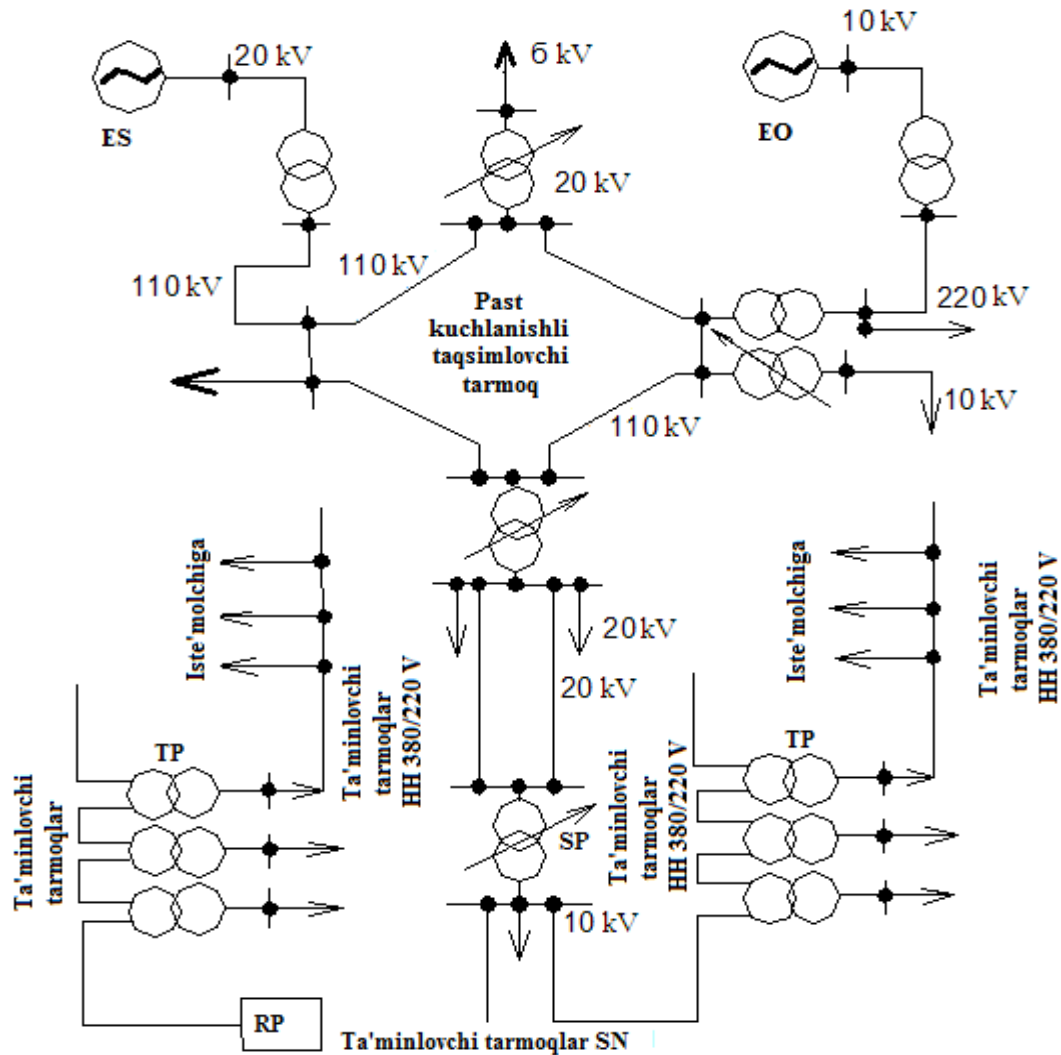 20 kV
10 kV
6 kV
ES
EO
20 kV
110 kV
110 kV
220 kV
Past
kuchlanishli
taqsimlovchi
tarmoq
10 kV
110 kV
Iste'molchiga
Iste'molchiga
Ta'minlovchi
tarmoqlar
HH 380/220 V
20 kV
20 kV
Ta'minlovchi
tarmoqlar
HH 380/220 V
TP
TP
Ta'minlovchi
tarmoqlar
SP
Ta'minlovchi
tarmoqlar
HH 380/220 V
10 kV
RP
Ta'minlovchi tarmoqlar SN